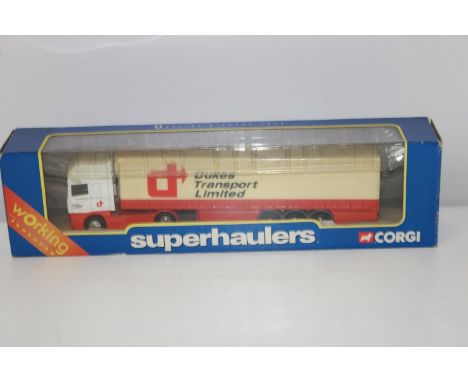 Dukes
Transport
Limited
working
superhaulers
CORGI